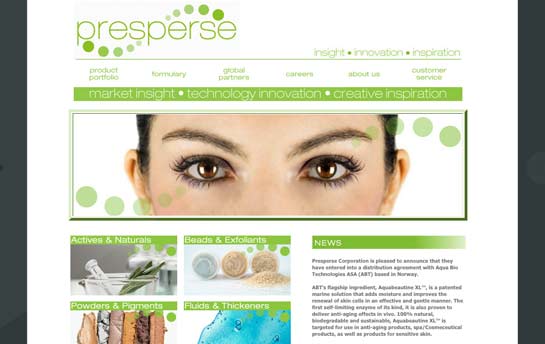 presperse
insight • innovation • inspiration
product portfolio
formulary
global partners
careers
about us
customer service
market insight • technology innovation • creative inspiration
Actives & Naturals
Beads & Exfoliants
Powders & Pigments
Fluids & Thickeners
NEWS
Presperse Corporation is pleased to announce that they
have entered into a distribution agreement with Aqua Bio
Technologies ASA (ABT) based in Norway.
ABT's flagship ingredient, Aquabeautine XL™, is a patented
marine solution that adds moisture and improves the
renewal of skin cells in an effective and gentle manner. The
first self-limiting enzyme of its kind, it is also proven to
deliver anti-aging effects in vivo. 100% natural,
biodegradable and sustainable, Aquabeautine XL™ is
targeted for use in anti-aging products, spa/Cosmeceutical
products, as well as products for sensitive skin.